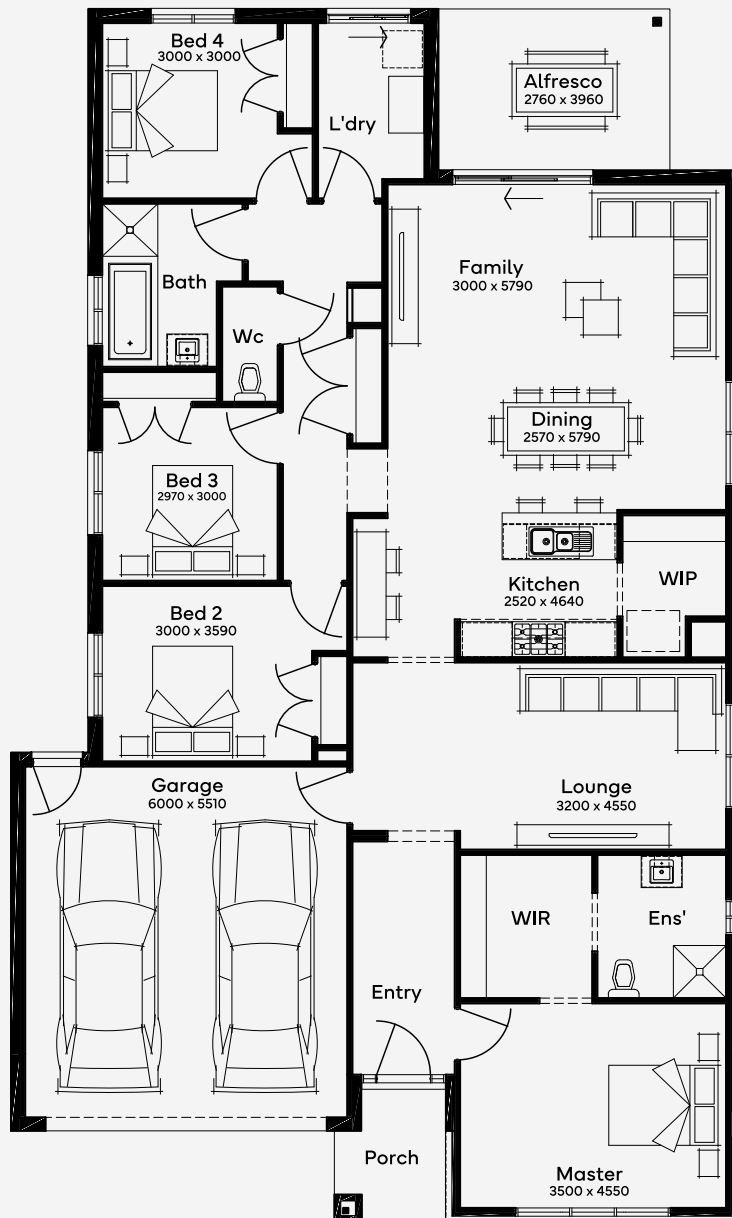 Bed 4
3000 x 3000
L'dry
Alfresco
2760 x 3960
Bath
Family
3000 x 5790
Wc
Dining
2570 x 5790
Bed 3
2970 x 3000
Kitchen
2520 x 4640
WIP
Bed 2
3000 x 3590
Garage
6000 x 5510
Lounge
3200 x 4550
WIR
Ens'
Entry
Porch
Master
3500 x 4550